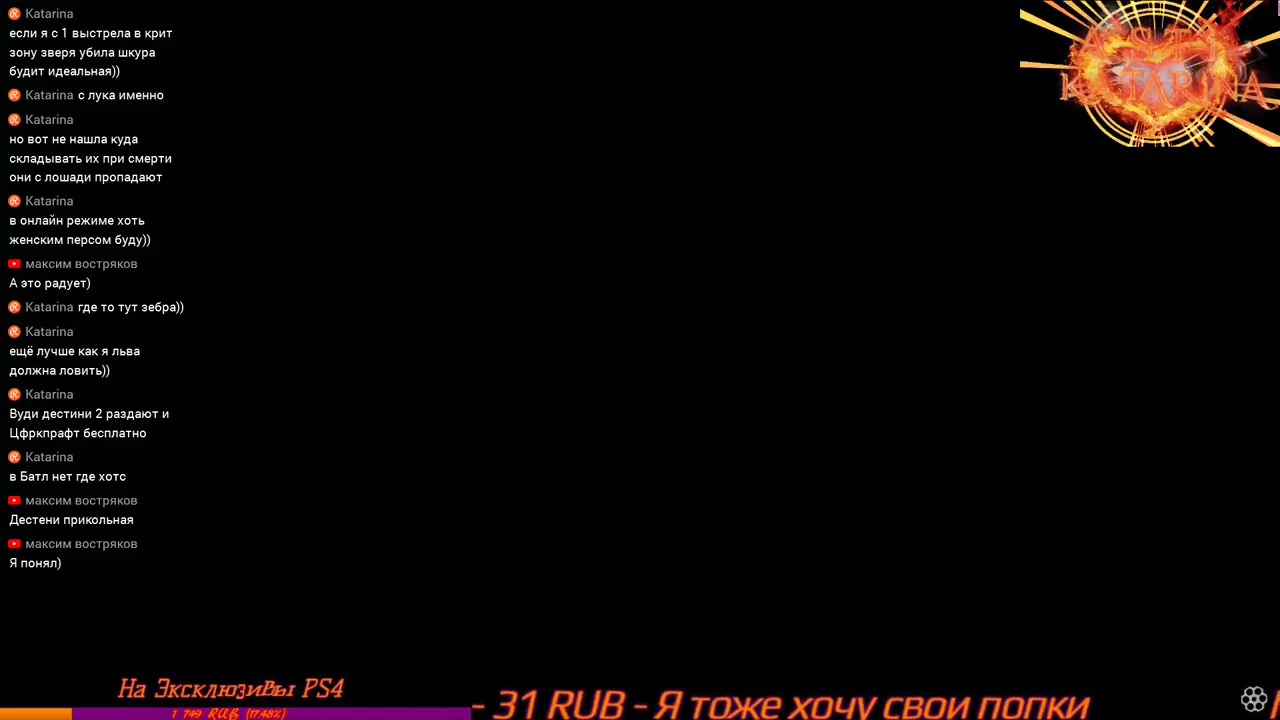 Katarina
если я с 1 выстрела в крит
зону зверя убила шкура
будит идеальная))
Katarina с лука именно
Katarina
но вот не нашла куда
складывать их при смерти
они с лошади пропадают
Katarina
в онлайн режиме хоть
женским персом буду))
максим востряков
А это радует)
Katarina где то тут зебра))
Katarina
ещё лучше как я льва
должна ловить))
Katarina
Вуди дестини 2 раздают и
Цфркпрафт бесплатно
Katarina
в Батл нет где хотс
максим востряков
Дестени прикольная
максим востряков
Я понял)
ASTI
KATARINA
На Эксклюзивы PS4
1 749 RUB (17.48%)
- 31 RUB - Я тоже хочу свои попки